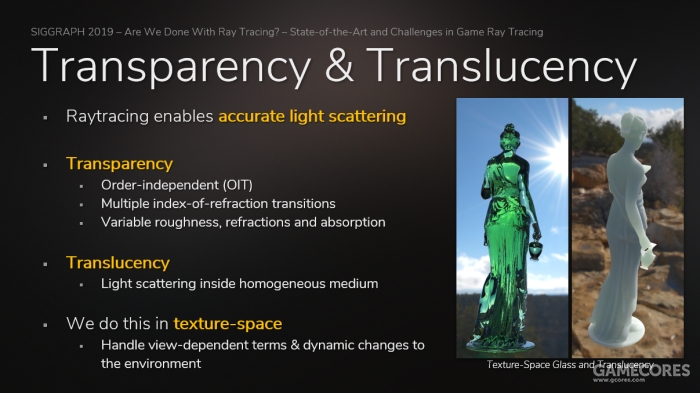 SIGGRAPH 2019 – Are We Done With Ray Tracing? – State-of-the-Art and Challenges in Game Ray Tracing
Transparency & Translucency
Raytracing enables accurate light scattering
Transparency
Order-independent (OIT)
Multiple index-of-refraction transitions
Variable roughness, refractions and absorption
Translucency
Light scattering inside homogeneous medium
We do this in texture-space
Handle view-dependent terms & dynamic changes to
the environment
Texture-Space Glass and Translucency
GAMECORES
www.gcores.com